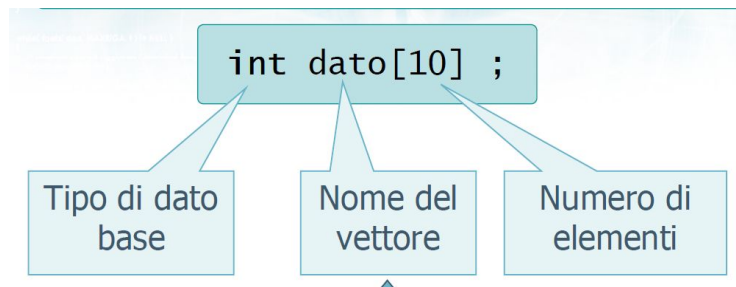 int dato[10] ;
Tipo di dato
base
Nome del
vettore
Numero di
elementi